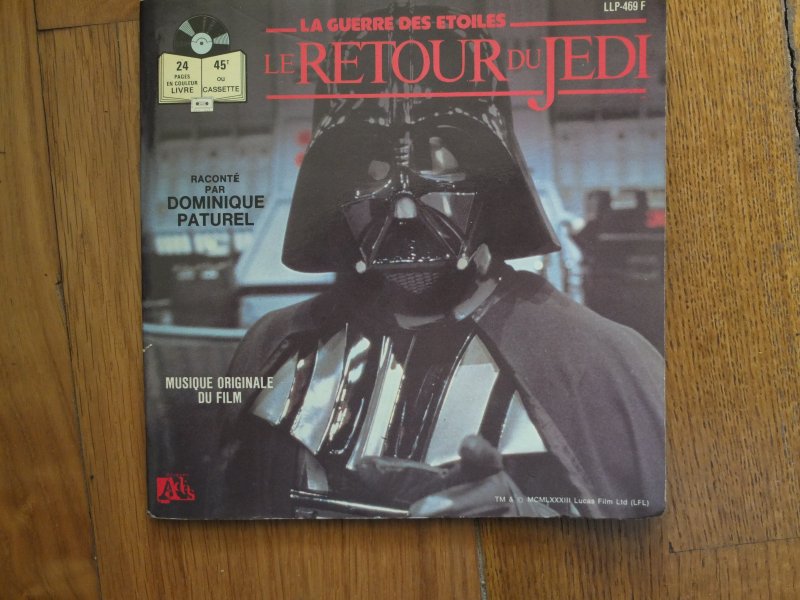 LLP-469 F
LA GUERRE DES ETOILES
LE RETOUR DU JEDI
24
PAGES
EN COULEUR
LIVRE
45T
OU
CASSETTE
RACONTÉ
PAR
DOMINIQUE
PATUREL
MUSIQUE ORIGINALE
DU FILM
Adès
TM & © MCMLXXXIII Lucas Film Ltd (LFL)